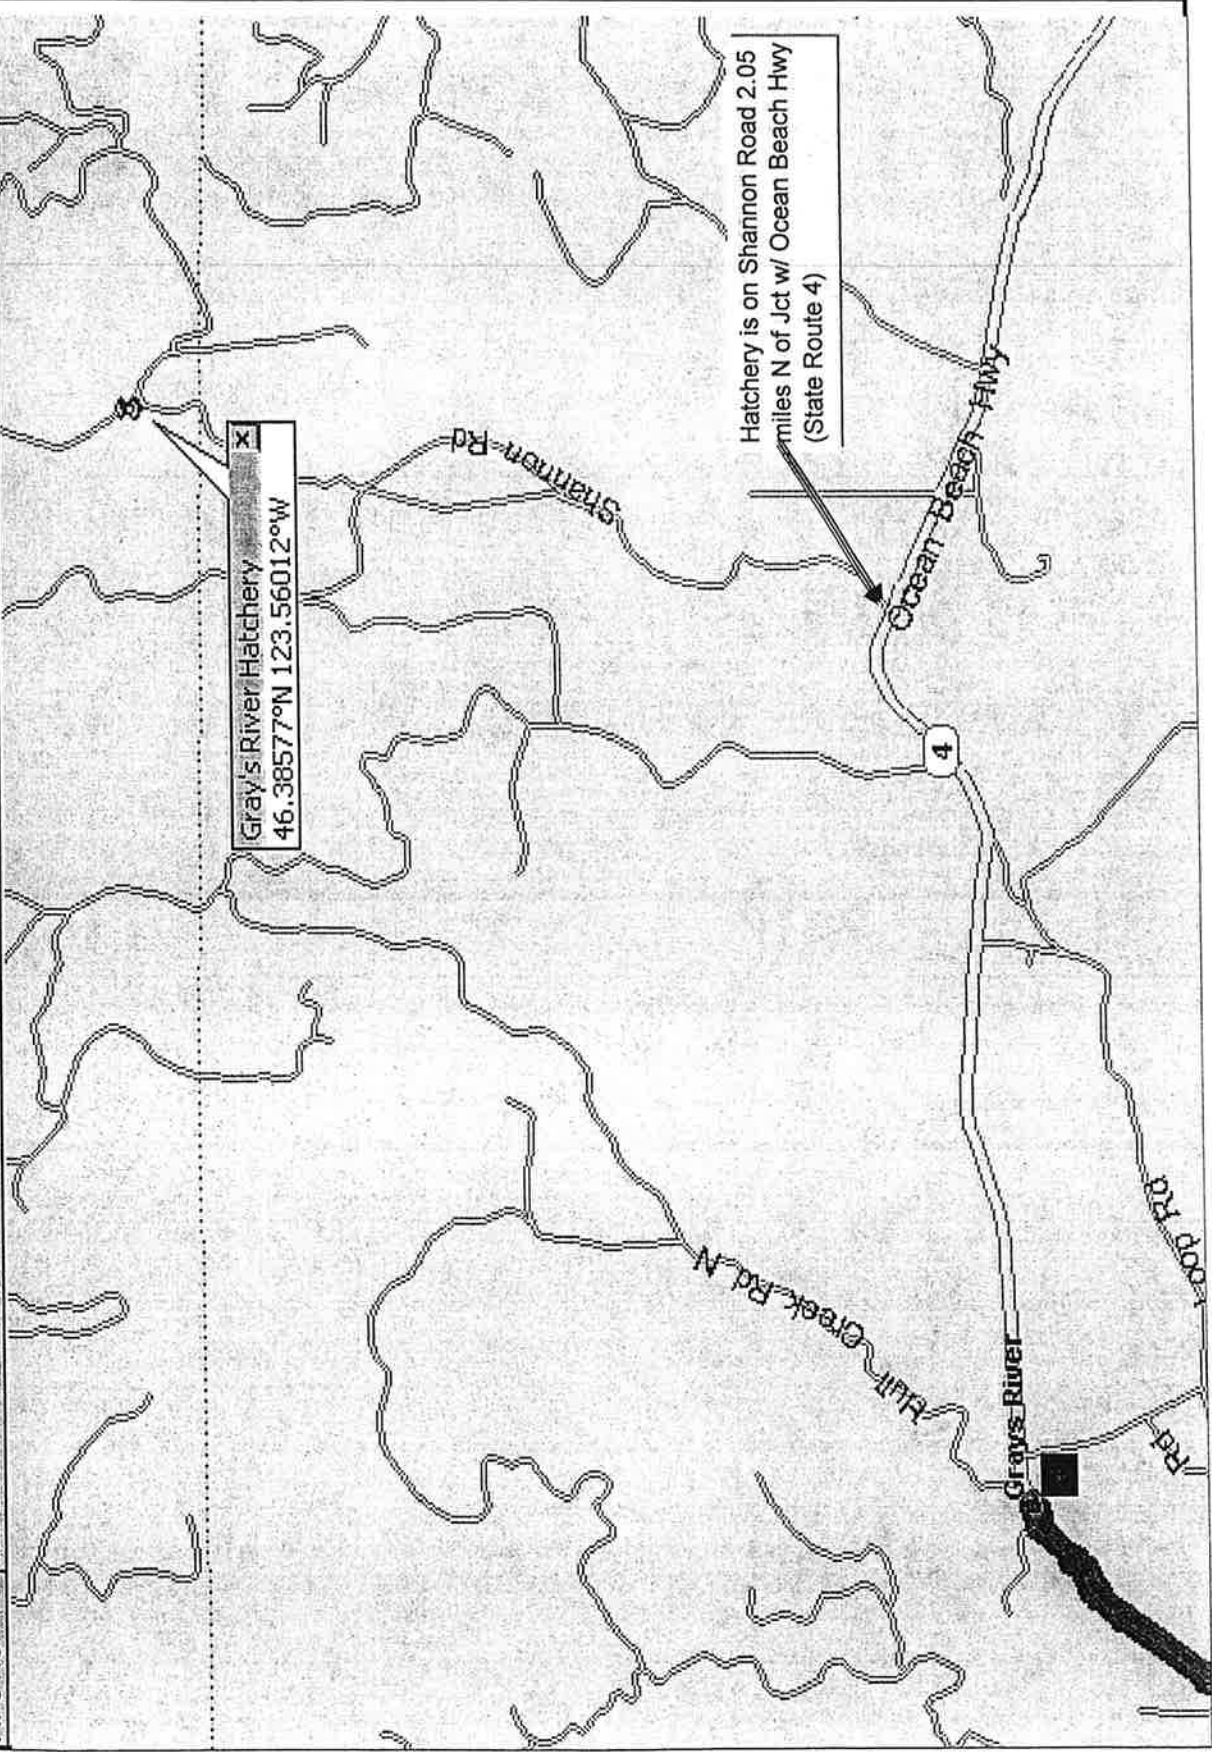 Gray's River Hatchery
46.38577°N 123.56012°W
Shannon Rd
Hatchery is on Shannon Road 2.05
miles N of Jct w/ Ocean Beach Hwy
(State Route 4)
Ocean Beach Hwy
4
Hull Creek Rd N
Grays River
Loop Rd
Rd